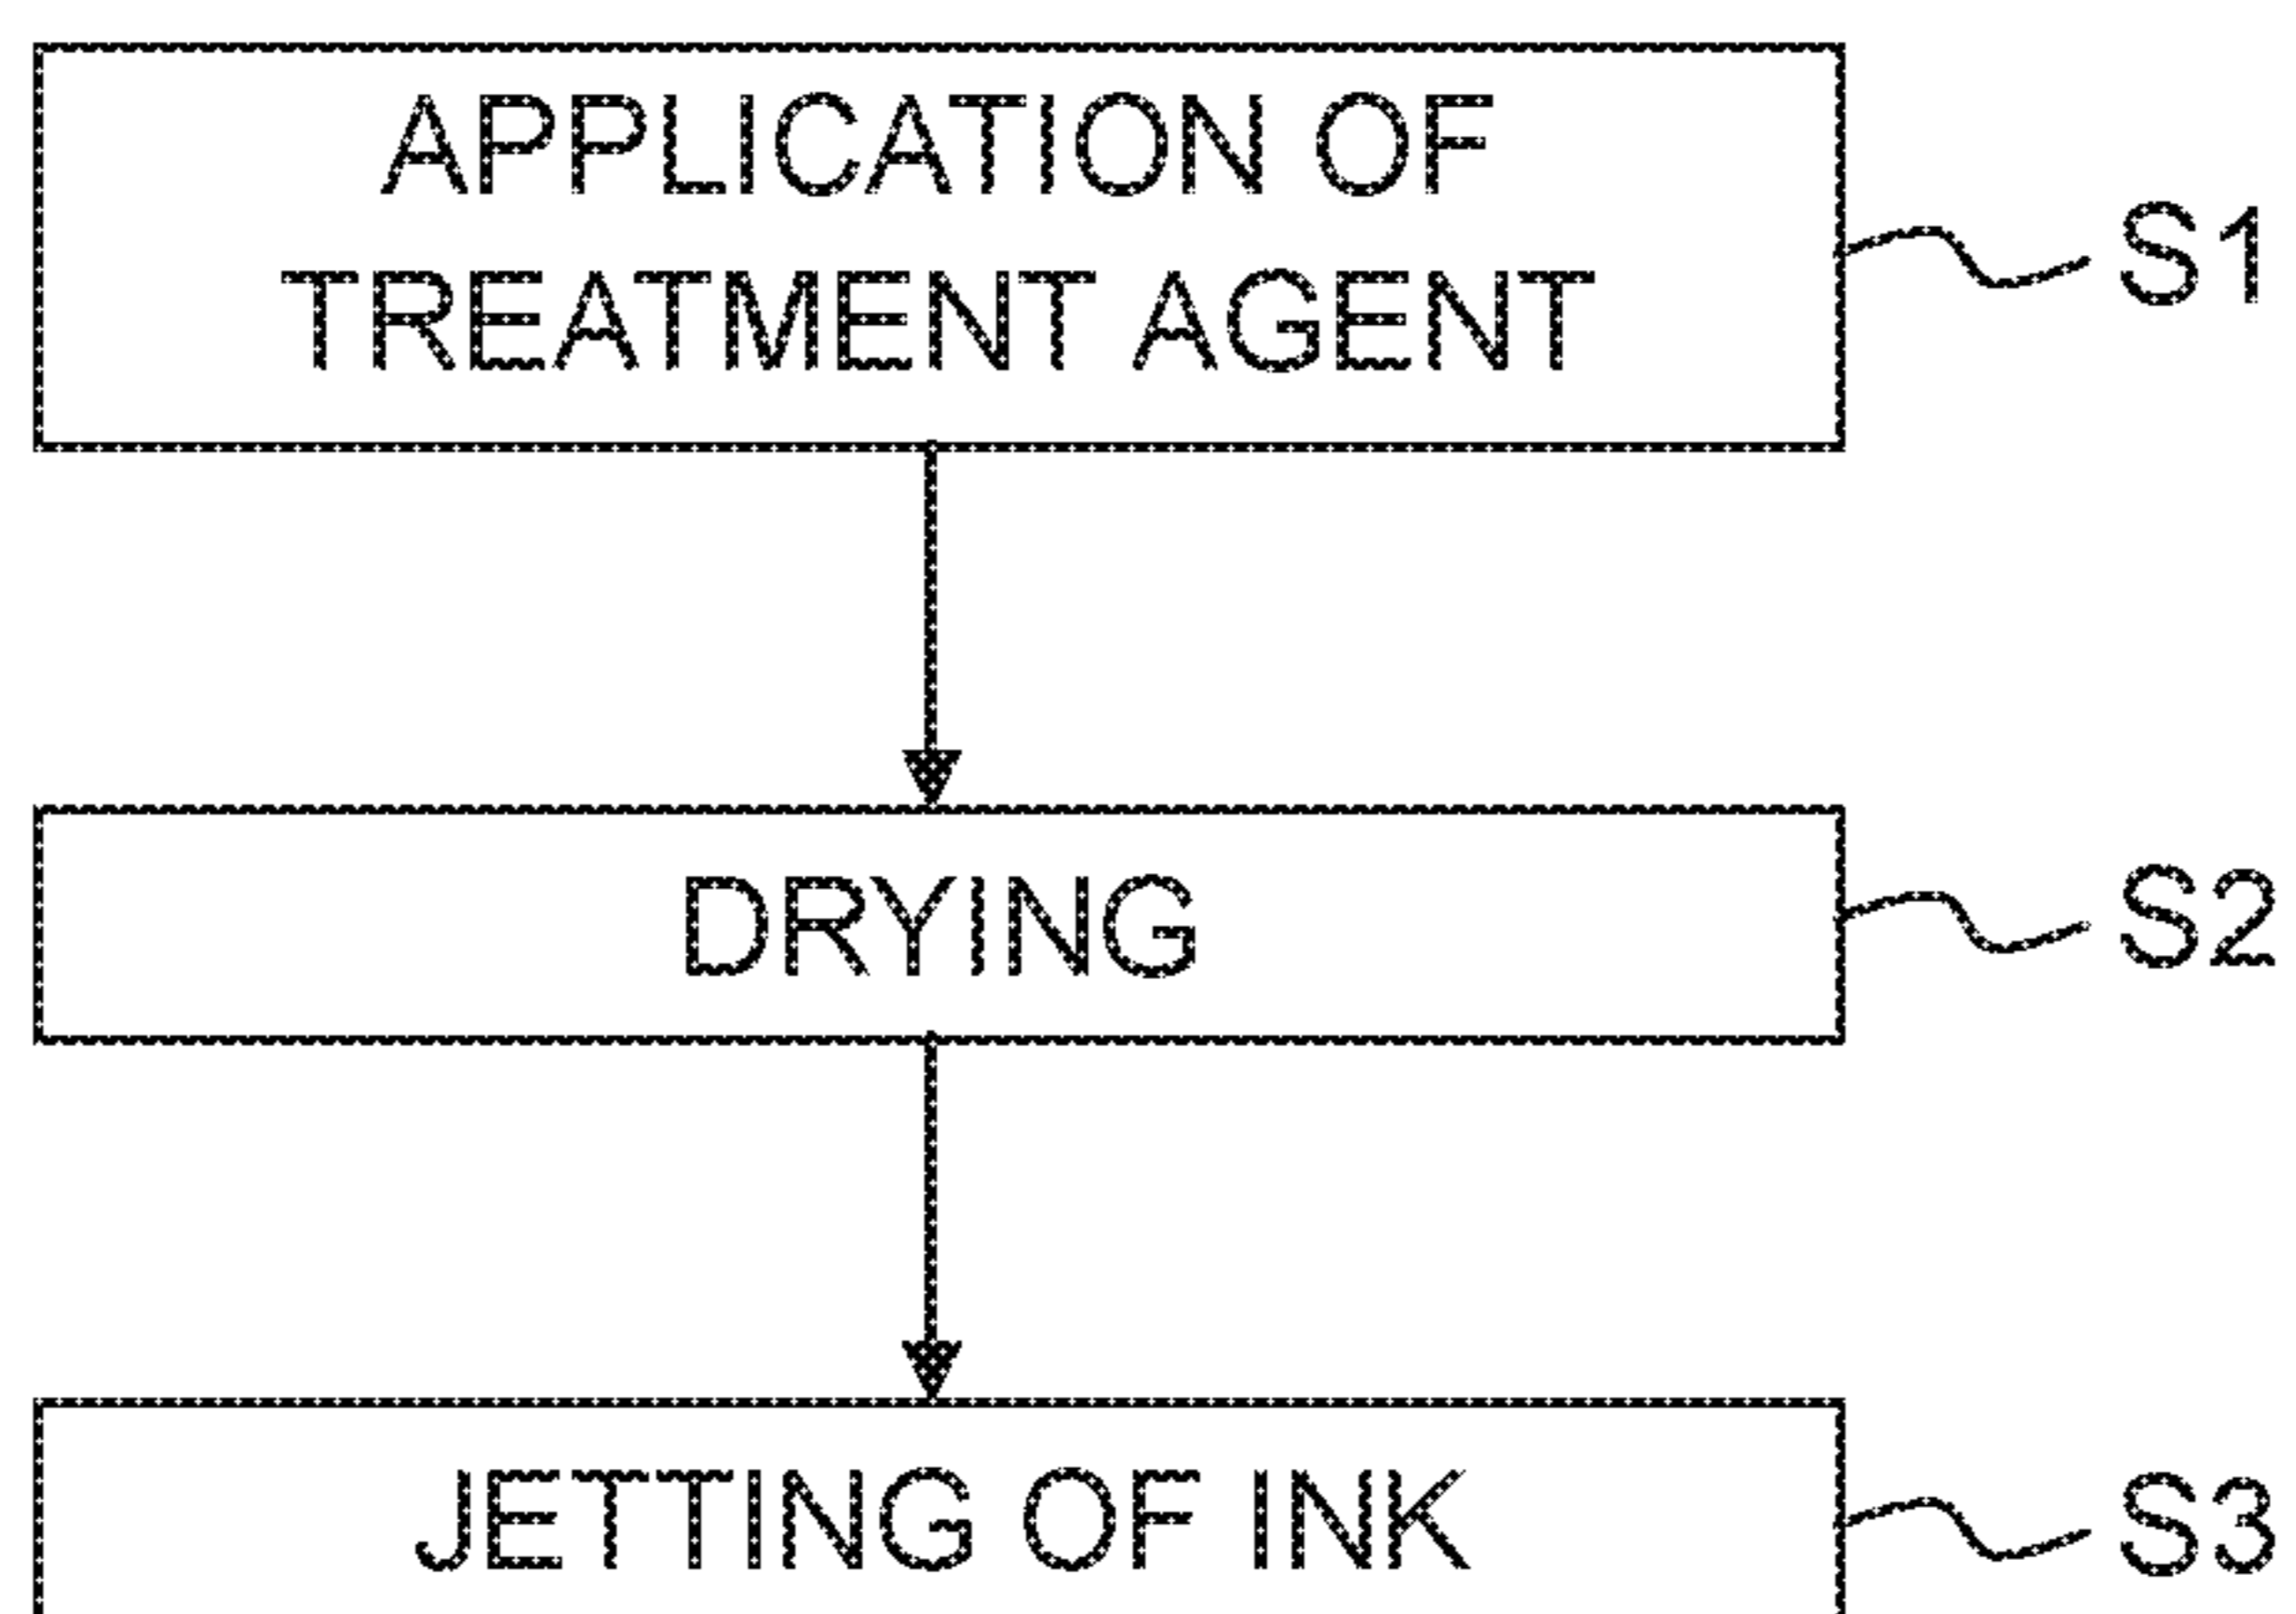 APPLICATION OF
TREATMENT AGENT
S1
DRYING
S2
JETTING OF INK
S3